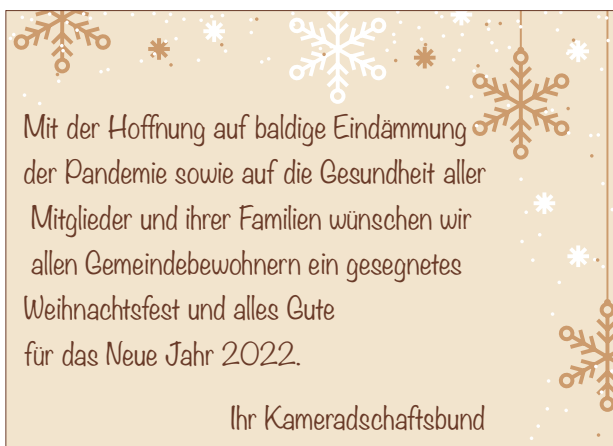 Mit der Hoffnung auf baldige Eindämmung
der Pandemie sowie auf die Gesundheit aller
Mitglieder und ihrer Familien wünschen wir
allen Gemeindebewohnern ein gesegnetes
Weihnachtsfest und alles Gute
für das Neue Jahr 2022.
Ihr Kameradschaftsbund